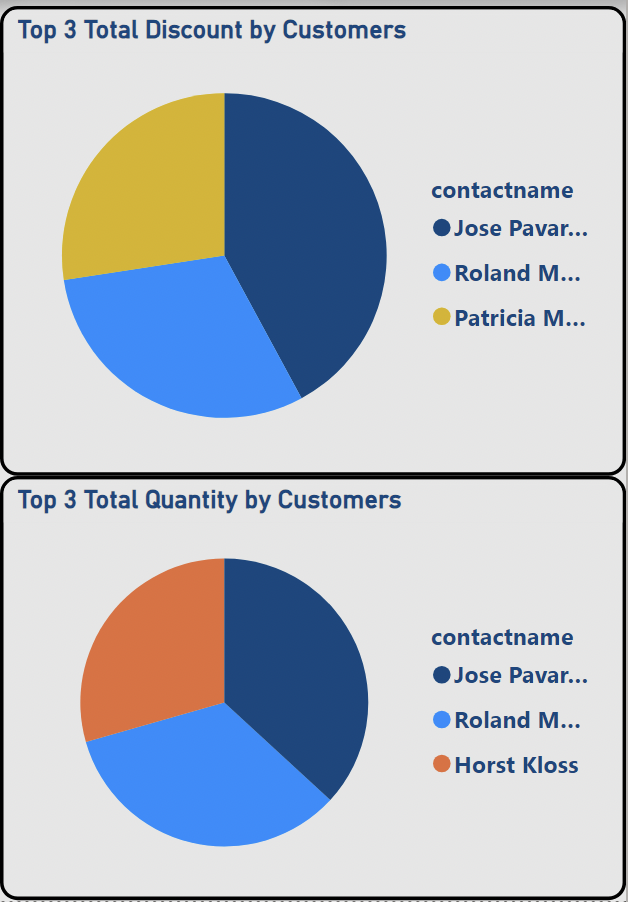 Top 3 Total Discount by Customers
contactname
Jose Pavar...
Roland M...
Patricia M...
Top 3 Total Quantity by Customers
contactname
Jose Pavar...
Roland M...
Horst Kloss